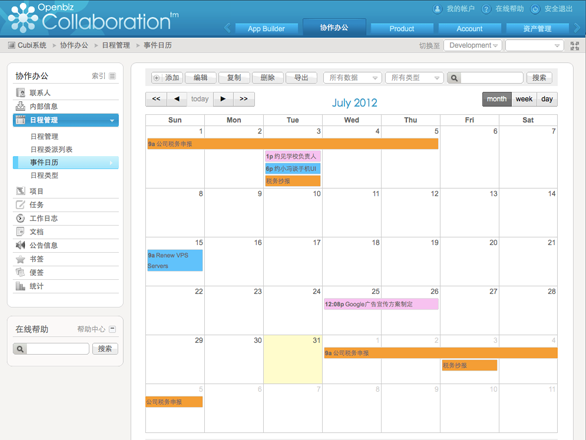 Openbiz
Collaboration™
我的帐户 在线帮助 安全退出
App Builder 协作办公 Product Account 资产管理
Cubi系统 > 协作办公 > 日程管理 > 事件日历
切换至 Development
协作办公 索引
联系人
内部信息
日程管理
日程管理
日程委派列表
事件日历
日程类型
项目
任务
工作日志
文档
公告信息
书签
便签
统计
在线帮助 帮助中心
搜索
添加 编辑 复制 删除 导出 所有数据 所有类型 搜索
<< ◄ today ► >>
July 2012
month week day
Sun Mon Tue Wed Thu Fri Sat
1 2 3 4 5 6 7
9a 公司税务申报
1p 约见学校负责人
6p 约小冯谈手机UI
税务抄报
8 9 10 11 12 13 14
15 16 17 18 19 20 21
9a Renew VPS
Servers
22 23 24 25 26 27 28
12:08p Google广告宣传方案制定
29 30 31 1 2 3 4
9a 公司税务申报
税务抄报
5 6 7 8 9 10 11
公司税务申报